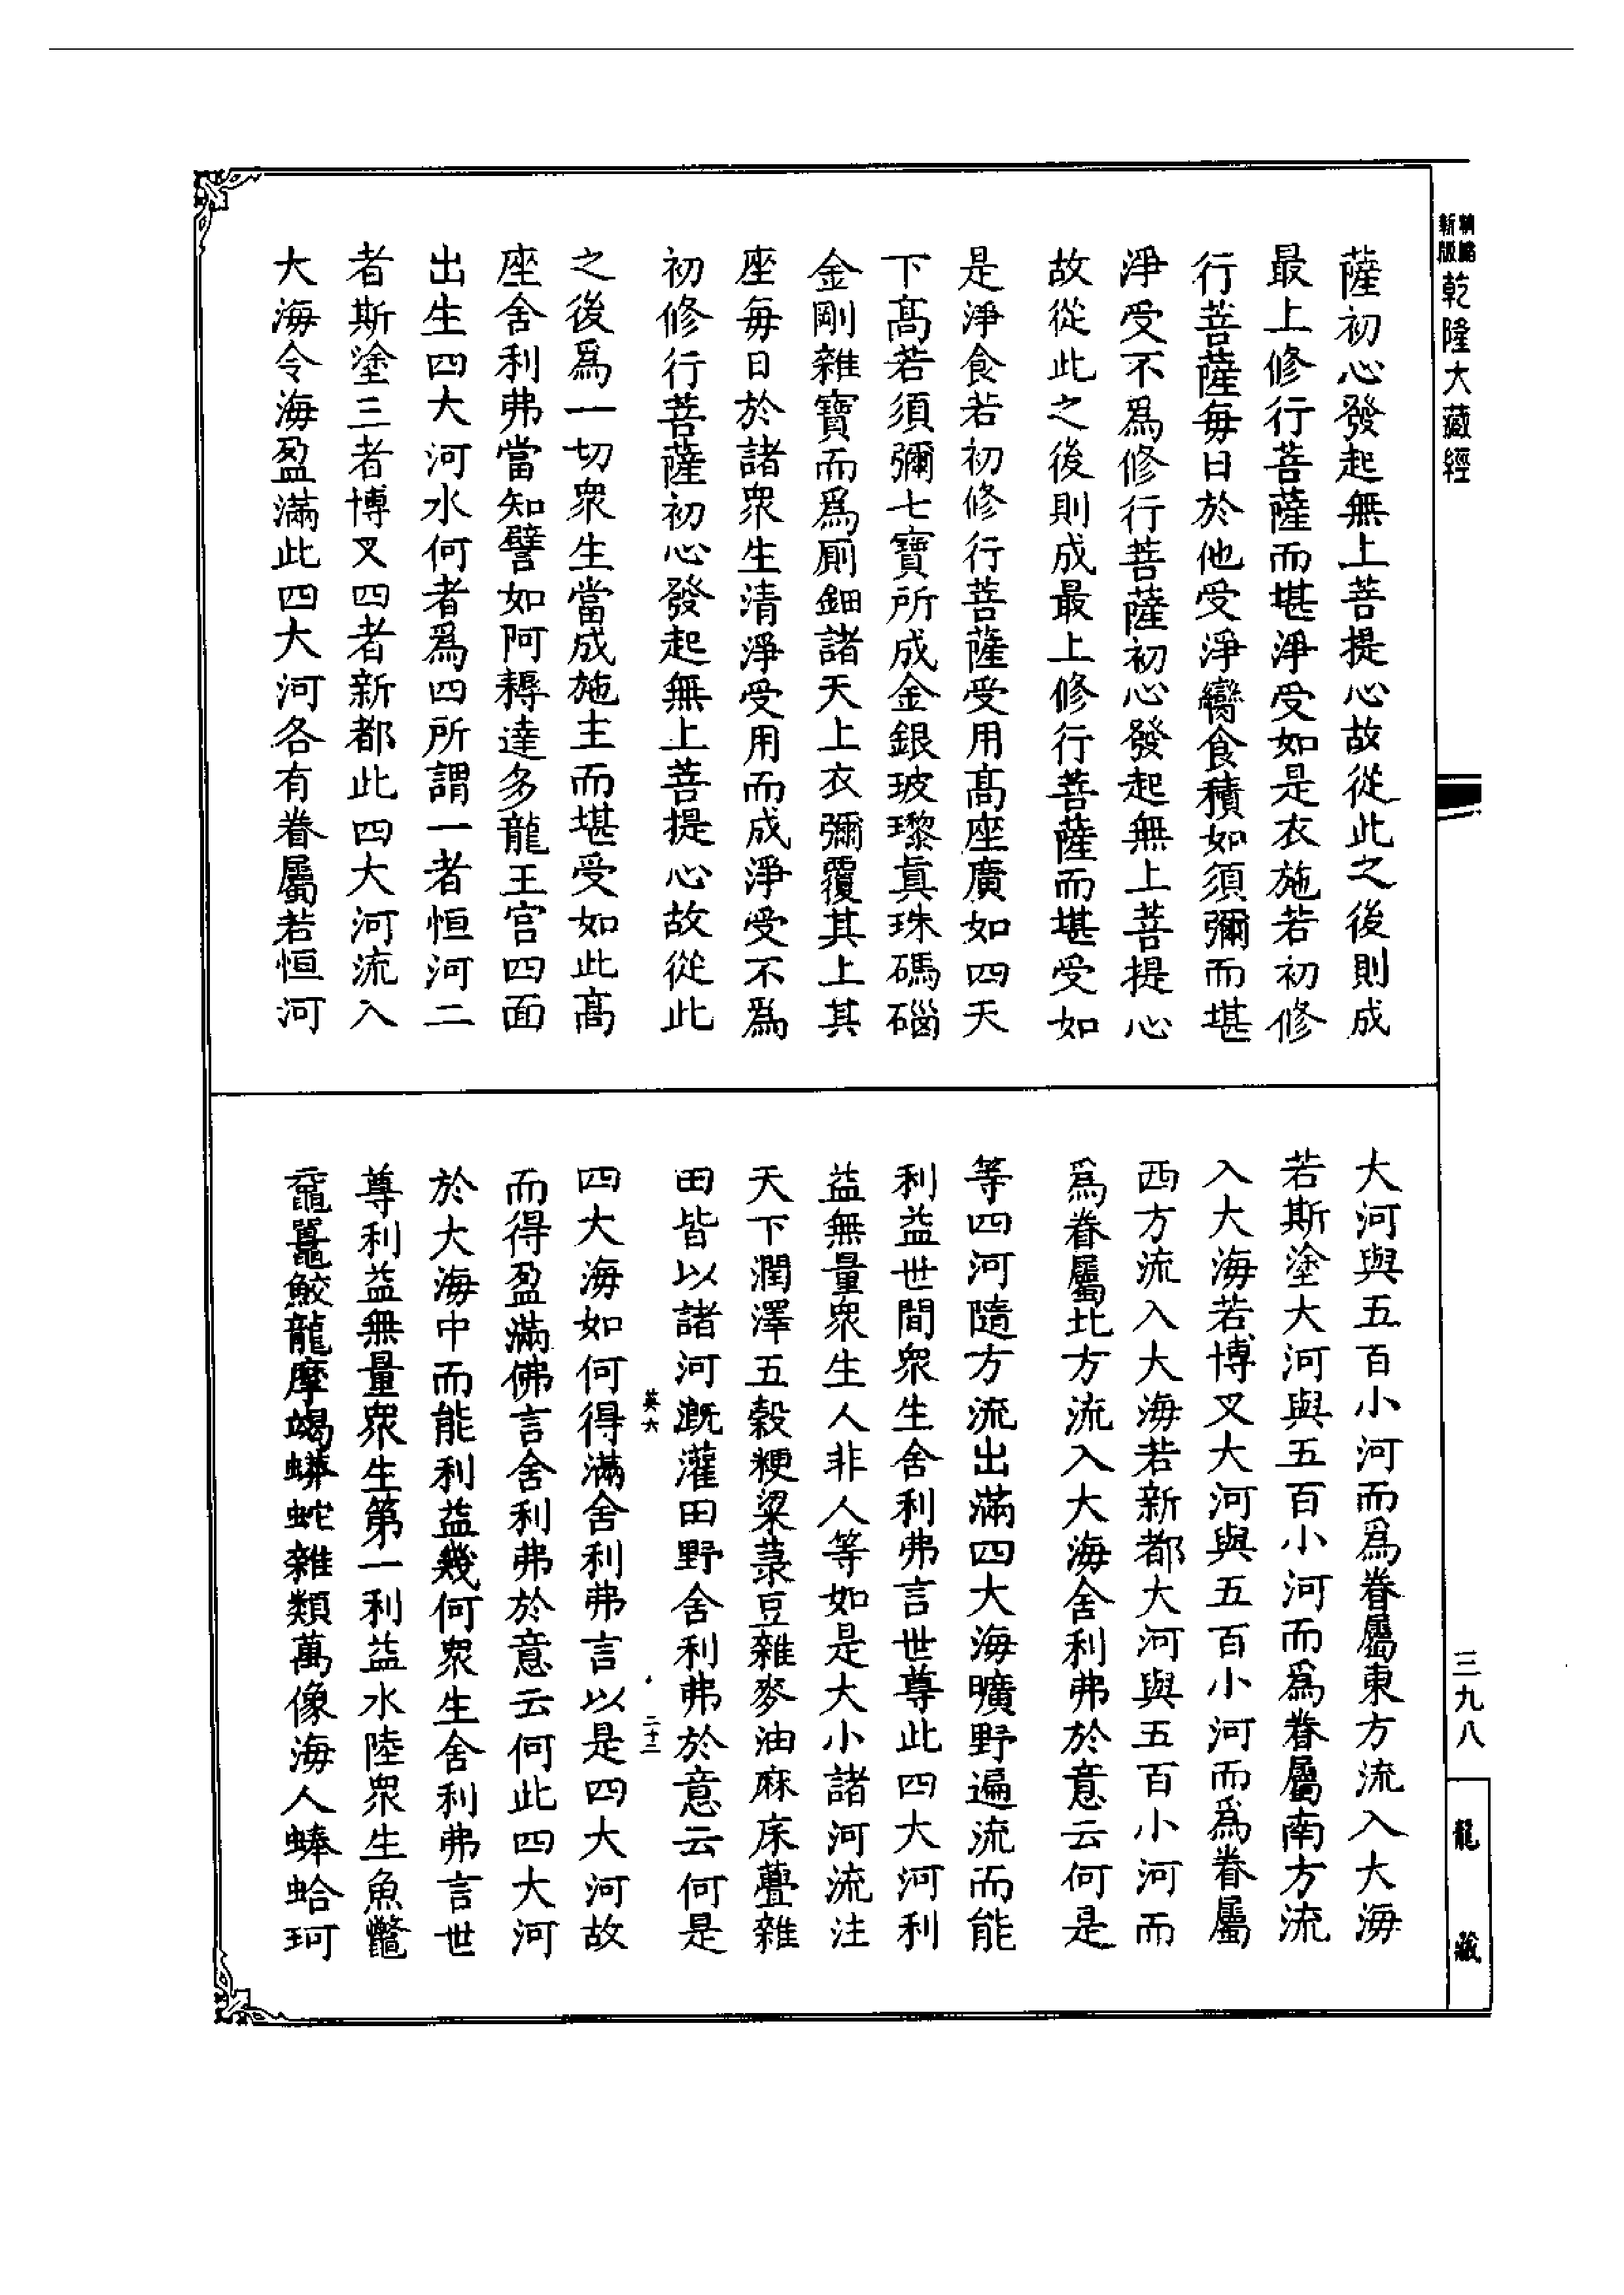 新版
乾隆大藏經
薩初心發起無上菩提心故從此之後則成
最上修行菩薩而堪淨受如是衣施若初修
行菩薩每日於他受淨臠食積如須彌而堪
淨受不爲修行菩薩初心發起無上菩提心
故從此之後則成最上修行菩薩而堪受如
是淨食若初修行菩薩受用髙座廣如四天
下髙若須彌七寶所成金銀玻瓈眞珠碼碯
金剛雜寶而爲厠鈿諸天上衣彌覆其上其
座每日於諸衆生清淨受用而成淨受不爲
初修行菩薩初心發起無上菩提心故從此
之後爲一切衆生當成施主而堪受如此髙
座舍利弗當知譬如阿耨達多龍王宫四面
出生四大河水何者爲四所謂一者恒河二
者斯塗三者博叉四者新都此四大河流入
大海令海盈滿此四大河各有眷屬若恒河
大河與五百小河而爲眷屬東方流入大海
若斯塗大河與五百小河而爲眷屬南方流
入大海若博叉大河與五百小河而爲眷屬
西方流入大海若新都大河與五百小河而
爲眷屬北方流入大海舍利弗於意云何是
等四河隨方流出滿四大海曠野遍流而能
利益世間衆生舍利弗言世尊此四大河利
益無量衆生人非人等如是大小諸河流注
天下潤澤五穀粳粱菉豆雜麥油麻床虋雜
田皆以諸河溉灌田野舍利弗於意云何是
英六
二十二
四大海如何得滿舍利弗言以是四大河故
而得盈滿佛言舍利弗於意云何此四大河
於大海中而能利益幾何衆生舍利弗言世
尊利益無量衆生第一利益水陸衆生魚鼈
黿鼉鮫龍摩竭蟒蛇雜類萬像海人蜯蛤珂
三九八
龍藏